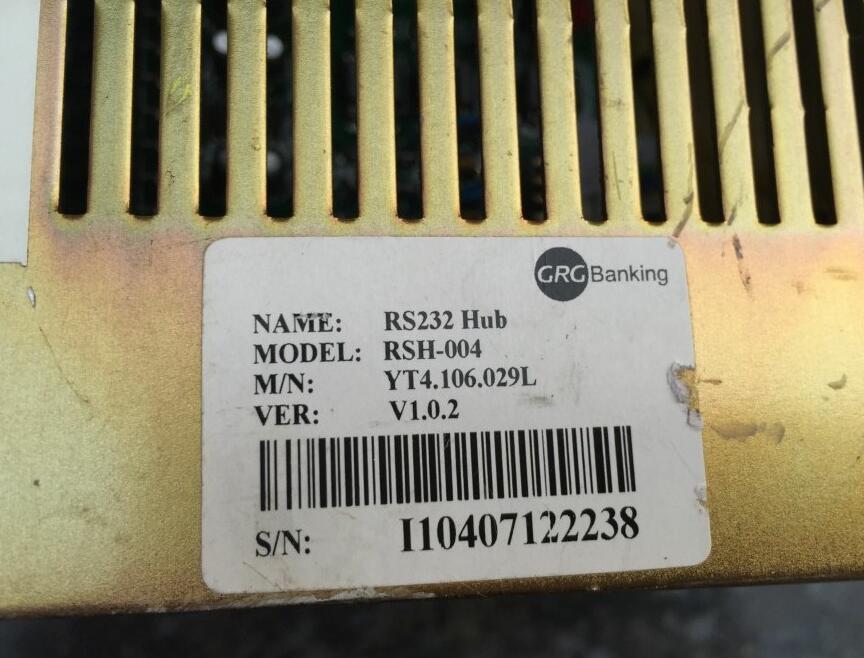 GRG Banking
NAME: RS232 Hub
MODEL: RSH-004
M/N: YT4.106.029L
VER: V1.0.2
S/N: I10407122238